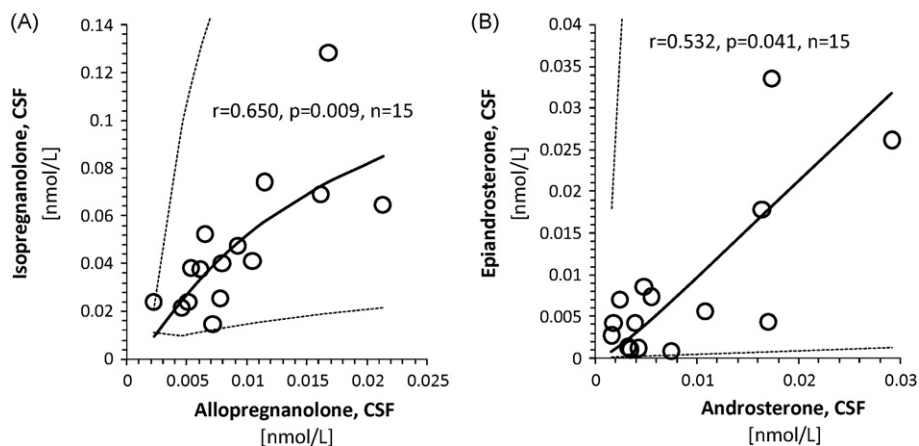 (A)
Isopregnanolone, CSF
[nmol/L]
0.14
0.12
0.1
0.08
0.06
0.04
0.02
0
r=0.650, p=0.009, n=15
0 0.005 0.01 0.015 0.02 0.025
Allopregnanolone, CSF
[nmol/L]
(B)
Epiandrosterone, CSF
[nmol/L]
0.04
0.035
0.03
0.025
0.02
0.015
0.01
0.005
0
r=0.532, p=0.041, n=15
0 0.01 0.02 0.03
Androsterone, CSF
[nmol/L]